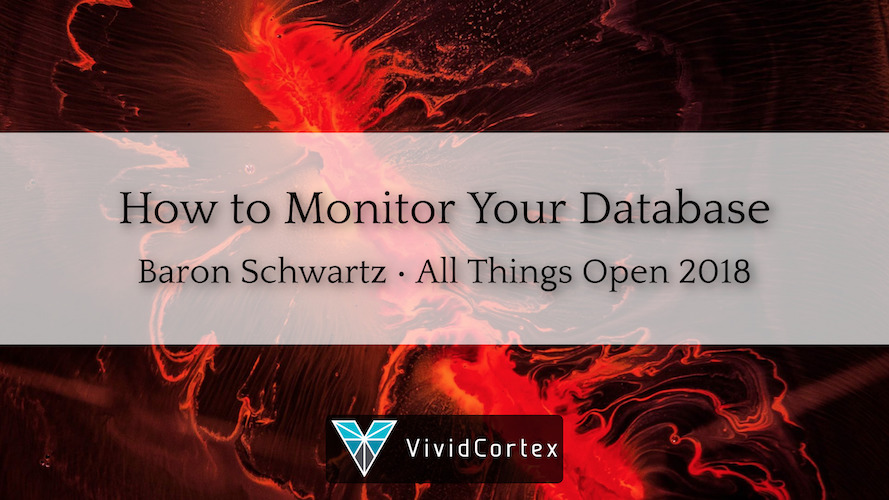 How to Monitor Your Database
Baron Schwartz • All Things Open 2018
VividCortex